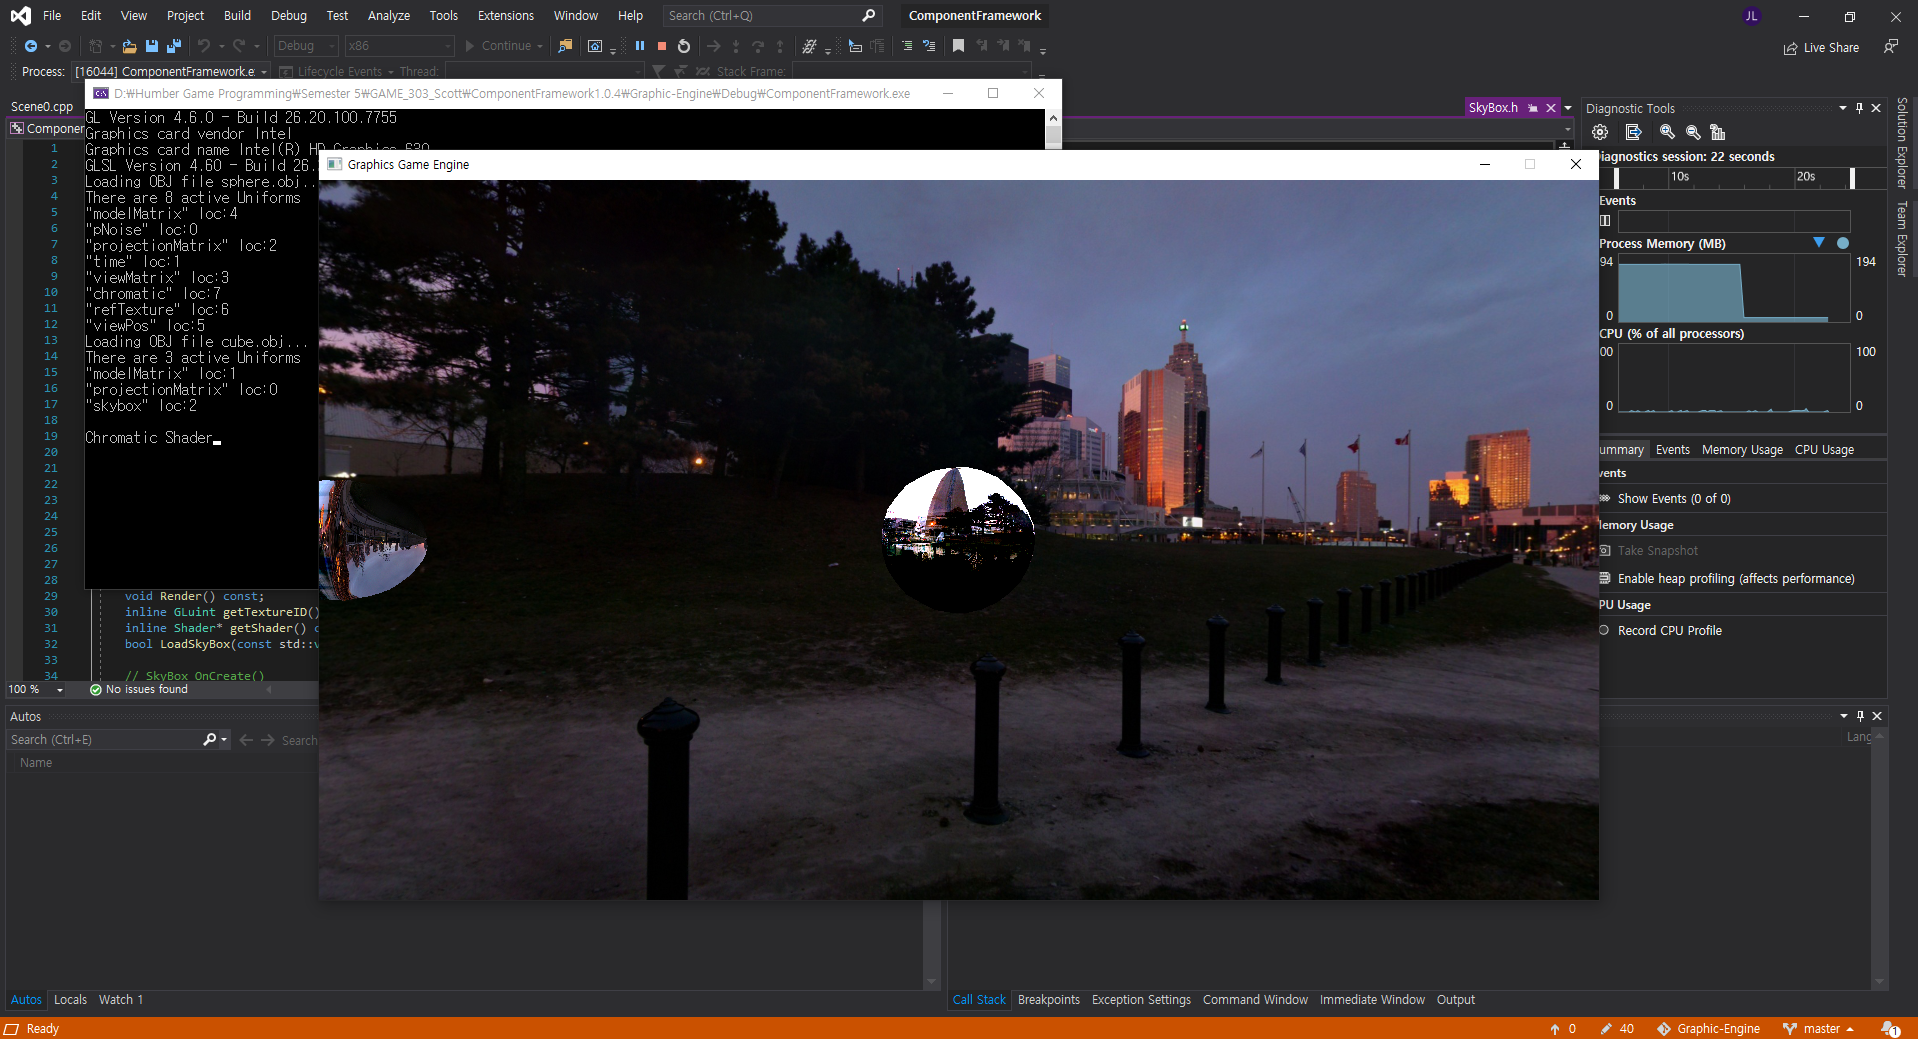 File Edit View Project Build Debug Test Analyze Tools Extensions Window Help Search (Ctrl+Q) ComponentFramework JL
Debug x86 Continue Live Share
Process: [16044] ComponentFramework.e Lifecycle Events Thread: Stack Frame:
D:₩Humber Game Programming₩Semester 5₩GAME_303_Scott₩ComponentFramework1.0.4₩Graphic-Engine₩Debug₩ComponentFramework.exe
Scene0.cpp
SkyBox.h
Componen
GL Version 4.6.0 - Build 26.20.100.7755
Graphics card vendor Intel
Graphics card name Intel(R) HD Graphics 630
GLSL Version 4.60 - Build 26.
Loading OBJ file sphere.obj..
There are 8 active Uniforms
"modelMatrix" loc:4
"pNoise" loc:0
"projectionMatrix" loc:2
"time" loc:1
"viewMatrix" loc:3
"chromatic" loc:7
"refTexture" loc:6
"viewPos" loc:5
Loading OBJ file cube.obj...
There are 3 active Uniforms
"modelMatrix" loc:1
"projectionMatrix" loc:0
"skybox" loc:2
Chromatic Shader
Graphics Game Engine
1
2
3
4
5
6
7
8
9
10
11
12
13
14
15
16
17
18
19
20
21
22
23
24
25
26
27
28
29 void Render() const;
30 inline GLuint getTextureID()
31 inline Shader* getShader() c
32 bool LoadSkyBox(const std::v
33
34 // SkyBox OnCreate()
100 % No issues found
Diagnostic Tools
iagnostics session: 22 seconds
10s 20s
Events
Process Memory (MB)
94 194
0 0
CPU (% of all processors)
00 100
0 0
ummary Events Memory Usage CPU Usage
vents
Show Events (0 of 0)
Memory Usage
Take Snapshot
Enable heap profiling (affects performance)
PU Usage
Record CPU Profile
Solution Explorer
Team Explorer
Autos
Search (Ctrl+E) Search
Name
Lang
Autos Locals Watch 1
Call Stack Breakpoints Exception Settings Command Window Immediate Window Output
Ready 0 40 Graphic-Engine master 1